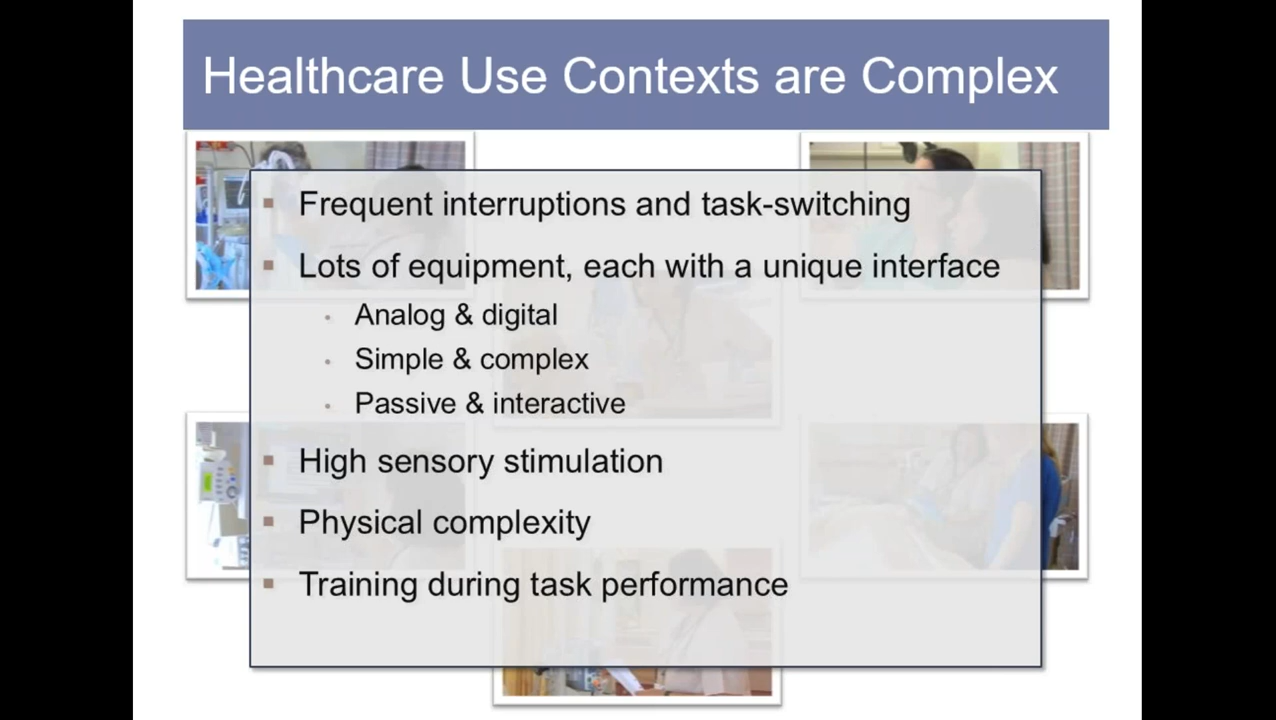 Healthcare Use Contexts are Complex
▪ Frequent interruptions and task-switching
▪ Lots of equipment, each with a unique interface
• Analog & digital
• Simple & complex
• Passive & interactive
▪ High sensory stimulation
▪ Physical complexity
▪ Training during task performance